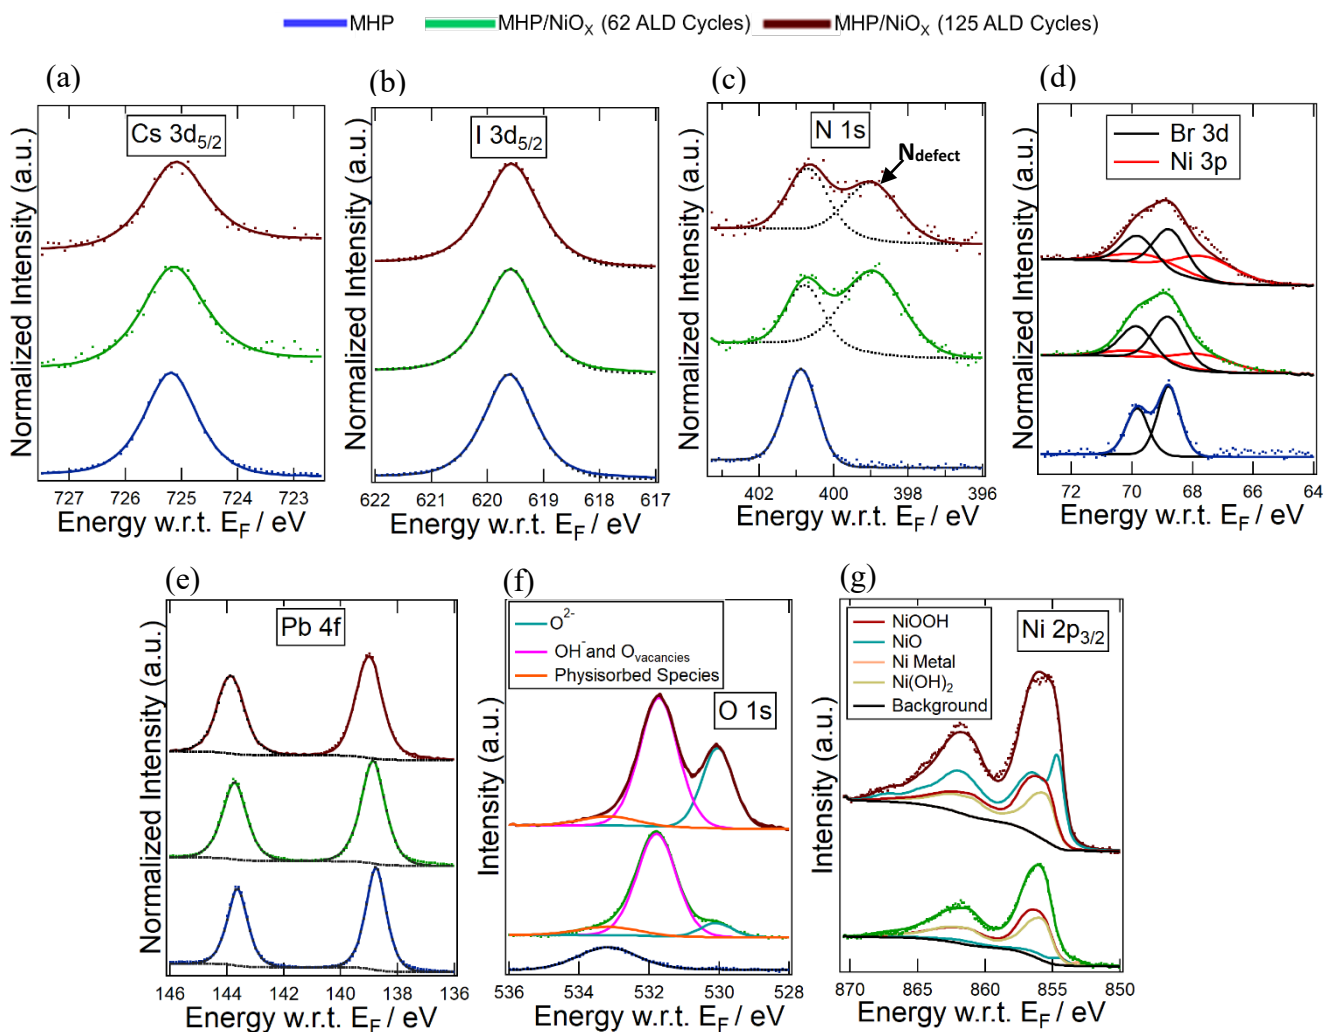 MHP MHP/NiOX (62 ALD Cycles) MHP/NiOX (125 ALD Cycles)
(a) (b) (c) (d)
Cs 3d5/2
I 3d5/2
N 1s
Ndefect
Br 3d
Ni 3p
Normalized Intensity (a.u.)
Normalized Intensity (a.u.)
Normalized Intensity (a.u.)
Normalized Intensity (a.u.)
727 726 725 724 723
622 621 620 619 618 617
402 400 398 396
72 70 68 66 64
Energy w.r.t. EF / eV
Energy w.r.t. EF / eV
Energy w.r.t. EF / eV
Energy w.r.t. EF / eV
(e) (f) (g)
Pb 4f
O2-
OH- and Ovacancies
Physisorbed Species
O 1s
NiOOH
NiO
Ni Metal
Ni(OH)2
Background
Ni 2p3/2
Normalized Intensity (a.u.)
Intensity (a.u.)
Intensity (a.u.)
146 144 142 140 138 136
536 534 532 530 528
870 865 860 855 850
Energy w.r.t. EF / eV
Energy w.r.t. EF / eV
Energy w.r.t. EF / eV